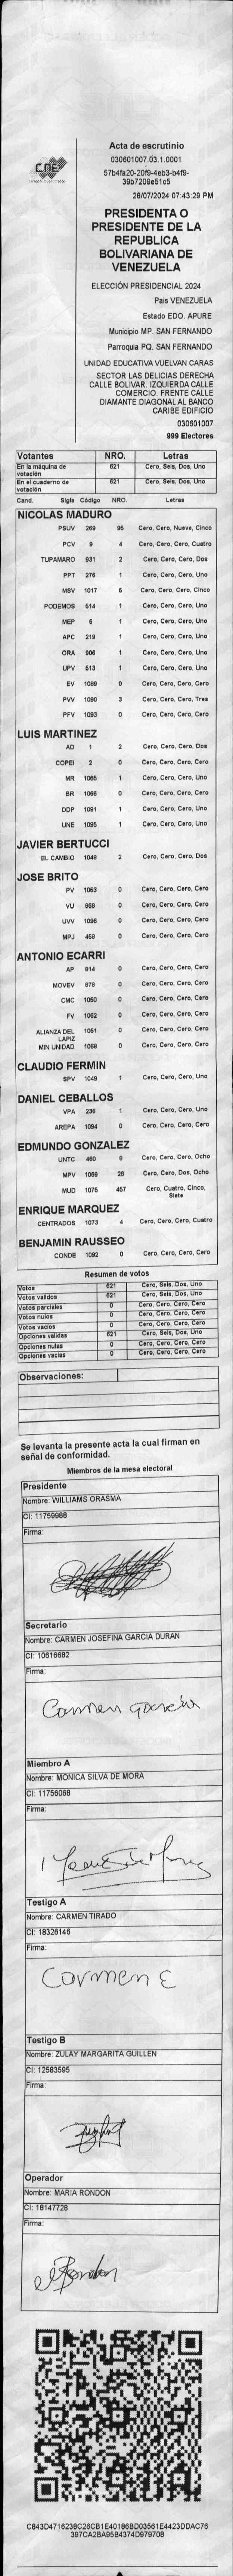 CNE
Acta de escrutinio
030601007.03.1.0001
57b4fa20-20f9-4eb3-b4f9-
39b7209e51c5
28/07/2024 07:43:29 PM
PRESIDENTA O
PRESIDENTE DE LA
REPUBLICA
BOLIVARIANA DE
VENEZUELA
ELECCIÓN PRESIDENCIAL 2024
Pais VENEZUELA
Estado EDO. APURE
Municipio MP. SAN FERNANDO
Parroquia PQ. SAN FERNANDO
UNIDAD EDUCATIVA VUELVAN CARAS
SECTOR LAS DELICIAS DERECHA
CALLE BOLIVAR. IZQUIERDA CALLE
COMERCIO. FRENTE CALLE
DIAMANTE DIAGONAL AL BANCO
CARIBE EDIFICIO
030601007
999 Electores
Votantes NRO. Letras
En la máquina de votación 621 Cero, Seis, Dos, Uno
En el cuaderno de votación 621 Cero, Seis, Dos, Uno
Cand. Sigla Código NRO. Letras
NICOLAS MADURO
PSUV 269 95 Cero, Cero, Nueve, Cinco
PCV 9 4 Cero, Cero, Cero, Cuatro
TUPAMARO 931 2 Cero, Cero, Cero, Dos
PPT 276 1 Cero, Cero, Cero, Uno
MSV 1017 5 Cero, Cero, Cero, Cinco
PODEMOS 514 1 Cero, Cero, Cero, Uno
MEP 6 1 Cero, Cero, Cero, Uno
APC 219 1 Cero, Cero, Cero, Uno
ORA 906 1 Cero, Cero, Cero, Uno
UPV 513 1 Cero, Cero, Cero, Uno
EV 1089 0 Cero, Cero, Cero, Cero
PVV 1090 3 Cero, Cero, Cero, Tres
PFV 1093 0 Cero, Cero, Cero, Cero
LUIS MARTINEZ
AD 1 2 Cero, Cero, Cero, Dos
COPEI 2 0 Cero, Cero, Cero, Cero
MR 1065 1 Cero, Cero, Cero, Uno
BR 1066 0 Cero, Cero, Cero, Cero
DDP 1091 1 Cero, Cero, Cero, Uno
UNE 1095 1 Cero, Cero, Cero, Uno
JAVIER BERTUCCI
EL CAMBIO 1048 2 Cero, Cero, Cero, Dos
JOSE BRITO
PV 1053 0 Cero, Cero, Cero, Cero
VU 969 0 Cero, Cero, Cero, Cero
UVV 1096 0 Cero, Cero, Cero, Cero
MPJ 458 0 Cero, Cero, Cero, Cero
ANTONIO ECARRI
AP 914 0 Cero, Cero, Cero, Cero
MOVEV 878 0 Cero, Cero, Cero, Cero
CMC 1050 0 Cero, Cero, Cero, Cero
FV 1062 0 Cero, Cero, Cero, Cero
ALIANZA DEL LAPIZ 1051 0 Cero, Cero, Cero, Cero
MIN UNIDAD 1068 0 Cero, Cero, Cero, Cero
CLAUDIO FERMIN
SPV 1049 1 Cero, Cero, Cero, Uno
DANIEL CEBALLOS
VPA 236 1 Cero, Cero, Cero, Uno
AREPA 1094 0 Cero, Cero, Cero, Cero
EDMUNDO GONZALEZ
UNTC 460 8 Cero, Cero, Cero, Ocho
MPV 1069 28 Cero, Cero, Dos, Ocho
MUD 1075 457 Cero, Cuatro, Cinco, Siete
ENRIQUE MARQUEZ
CENTRADOS 1073 4 Cero, Cero, Cero, Cuatro
BENJAMIN RAUSSEO
CONDE 1092 0 Cero, Cero, Cero, Cero
Resumen de votos
Votos 621 Cero, Seis, Dos, Uno
Votos validos 621 Cero, Seis, Dos, Uno
Votos parciales 0 Cero, Cero, Cero, Cero
Votos nulos 0 Cero, Cero, Cero, Cero
Votos vacios 0 Cero, Cero, Cero, Cero
Opciones validas 621 Cero, Seis, Dos, Uno
Opciones nulas 0 Cero, Cero, Cero, Cero
Opciones vacias 0 Cero, Cero, Cero, Cero
Observaciones:
Se levanta la presente acta la cual firman en
señal de conformidad.
Miembros de la mesa electoral
Presidente
Nombre: WILLIAMS ORASMA
CI: 11759988
Firma:
Secretario
Nombre: CARMEN JOSEFINA GARCIA DURAN
CI: 10616682
Firma:
Carmen García
Miembro A
Nombre: MONICA SILVA DE MORA
CI: 11756068
Firma:
Testigo A
Nombre: CARMEN TIRADO
CI: 18326146
Firma:
Carmen E
Testigo B
Nombre: ZULAY MARGARITA GUILLEN
CI: 12583595
Firma:
Operador
Nombre: MARIA RONDON
CI: 18147728
Firma:
Rondon
C843D4716238C26CB1E40186BD03561E4423DDAC76
397CA2BA95B4374D979708